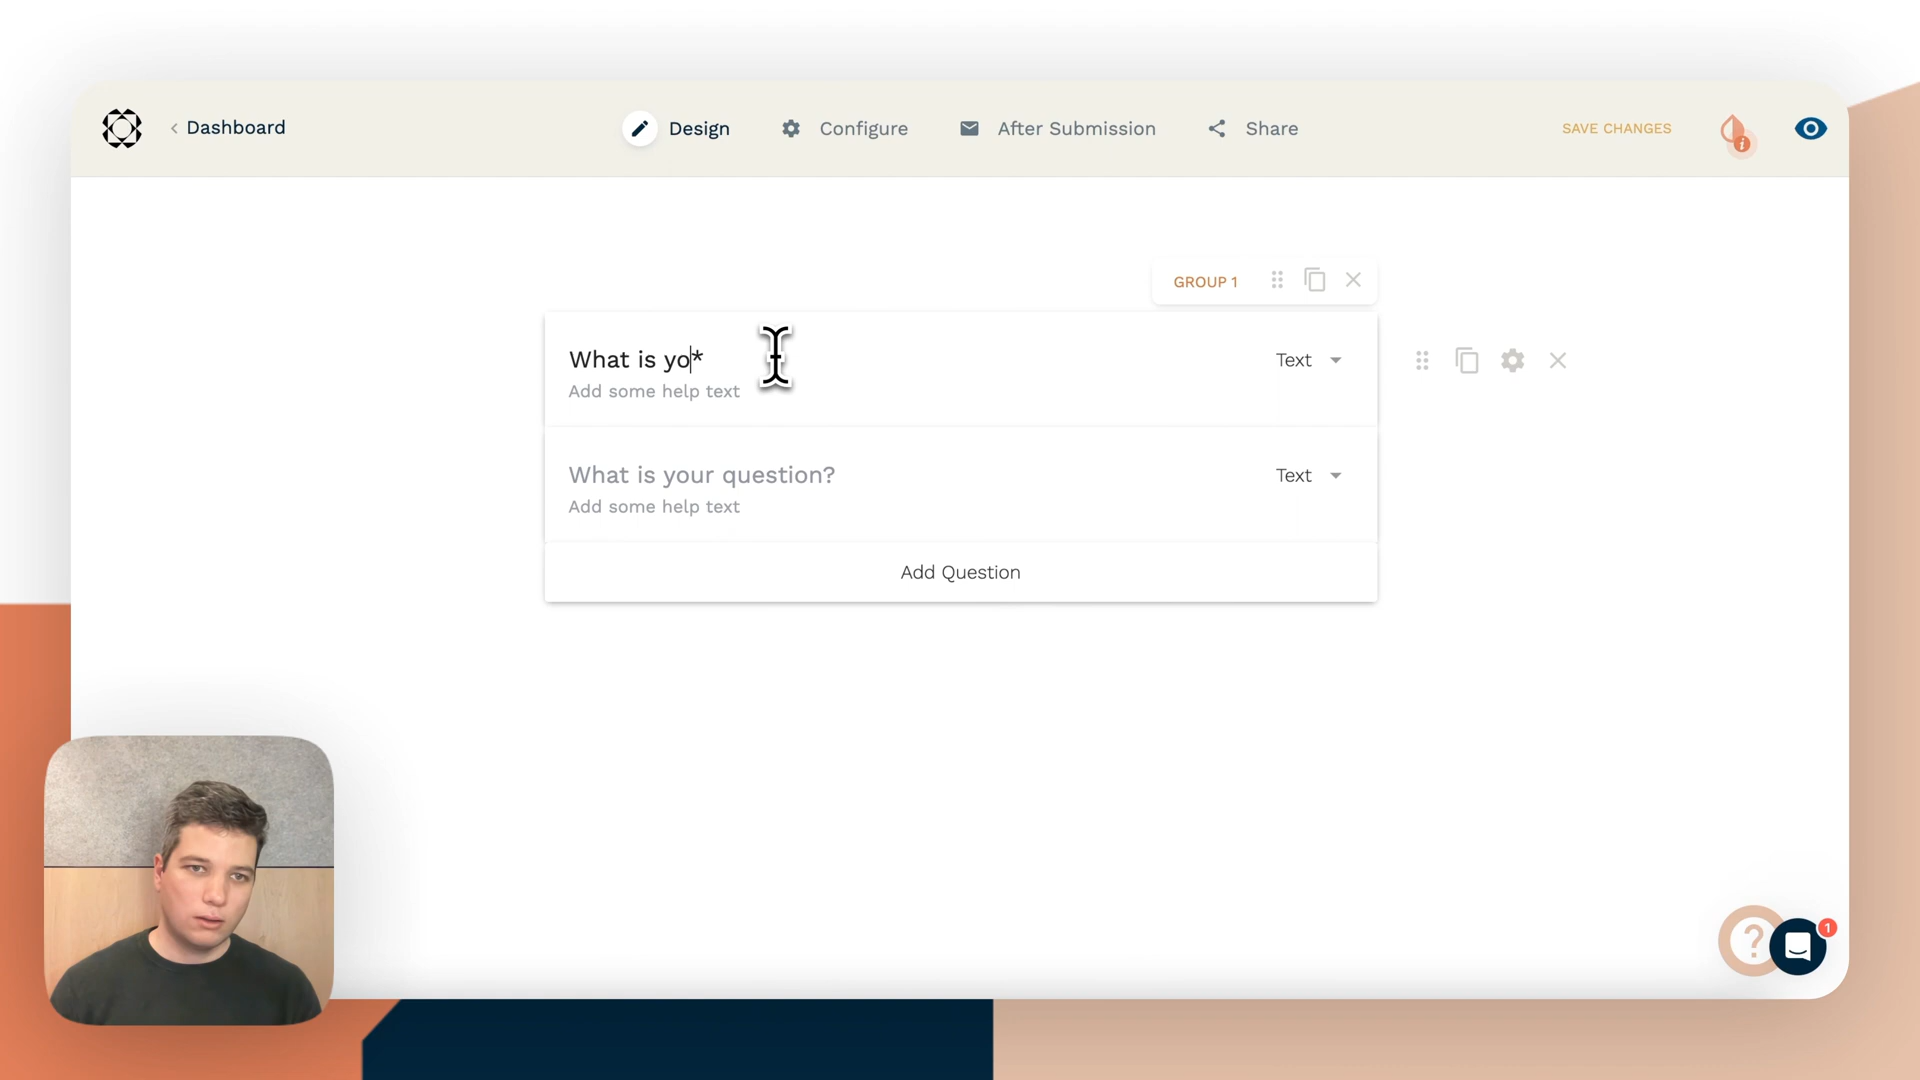 Dashboard
Design
Configure
After Submission
Share
SAVE CHANGES
i
GROUP 1
What is yo*
Text
Add some help text
What is your question?
Text
Add some help text
Add Question
?
1